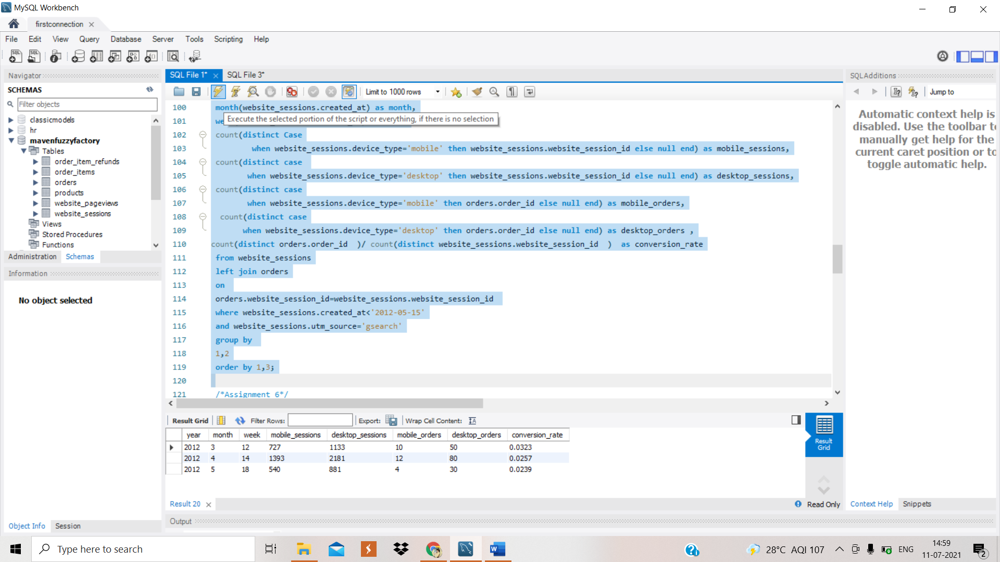 MySQL Workbench
firstconnection
File Edit View Query Database Server Tools Scripting Help
Navigator
SCHEMAS
Filter objects
classicmodels
hr
mavenfuzzyfactory
Tables
order_item_refunds
order_items
orders
products
website_pageviews
website_sessions
Views
Stored Procedures
Functions
Administration Schemas
Information
No object selected
Object Info Session
SQL File 1* SQL File 3*
Limit to 1000 rows
100 month(website_sessions.created_at) as month,
101 we
Execute the selected portion of the script or everything, if there is no selection
102 count(distinct Case
103 when website_sessions.device_type='mobile' then website_sessions.website_session_id else null end) as mobile_sessions,
104 count(distinct case
105 when website_sessions.device_type='desktop' then website_sessions.website_session_id else null end) as desktop_sessions,
106 count(distinct case
107 when website_sessions.device_type='mobile' then orders.order_id else null end) as mobile_orders,
108 count(distinct case
109 when website_sessions.device_type='desktop' then orders.order_id else null end) as desktop_orders ,
110 count(distinct orders.order_id )/ count(distinct website_sessions.website_session_id ) as conversion_rate
111 from website_sessions
112 left join orders
113 on
114 orders.website_session_id=website_sessions.website_session_id
115 where website_sessions.created_at<'2012-05-15'
116 and website_sessions.utm_source='gsearch'
117 group by
118 1,2
119 order by 1,3;
120
121 /*Assignment 6*/
Result Grid Filter Rows: Export: Wrap Cell Content:
year month week mobile_sessions desktop_sessions mobile_orders desktop_orders conversion_rate
2012 3 12 727 1133 10 50 0.0323
2012 4 14 1393 2181 12 80 0.0257
2012 5 18 540 881 4 30 0.0239
Result
Grid
Result 20
Read Only
Output
SQLAdditions
Jump to
Automatic context help is
disabled. Use the toolbar to
manually get help for the
current caret position or to
toggle automatic help.
Context Help Snippets
Type here to search
28°C AQI 107
ENG
14:59
11-07-2021
2